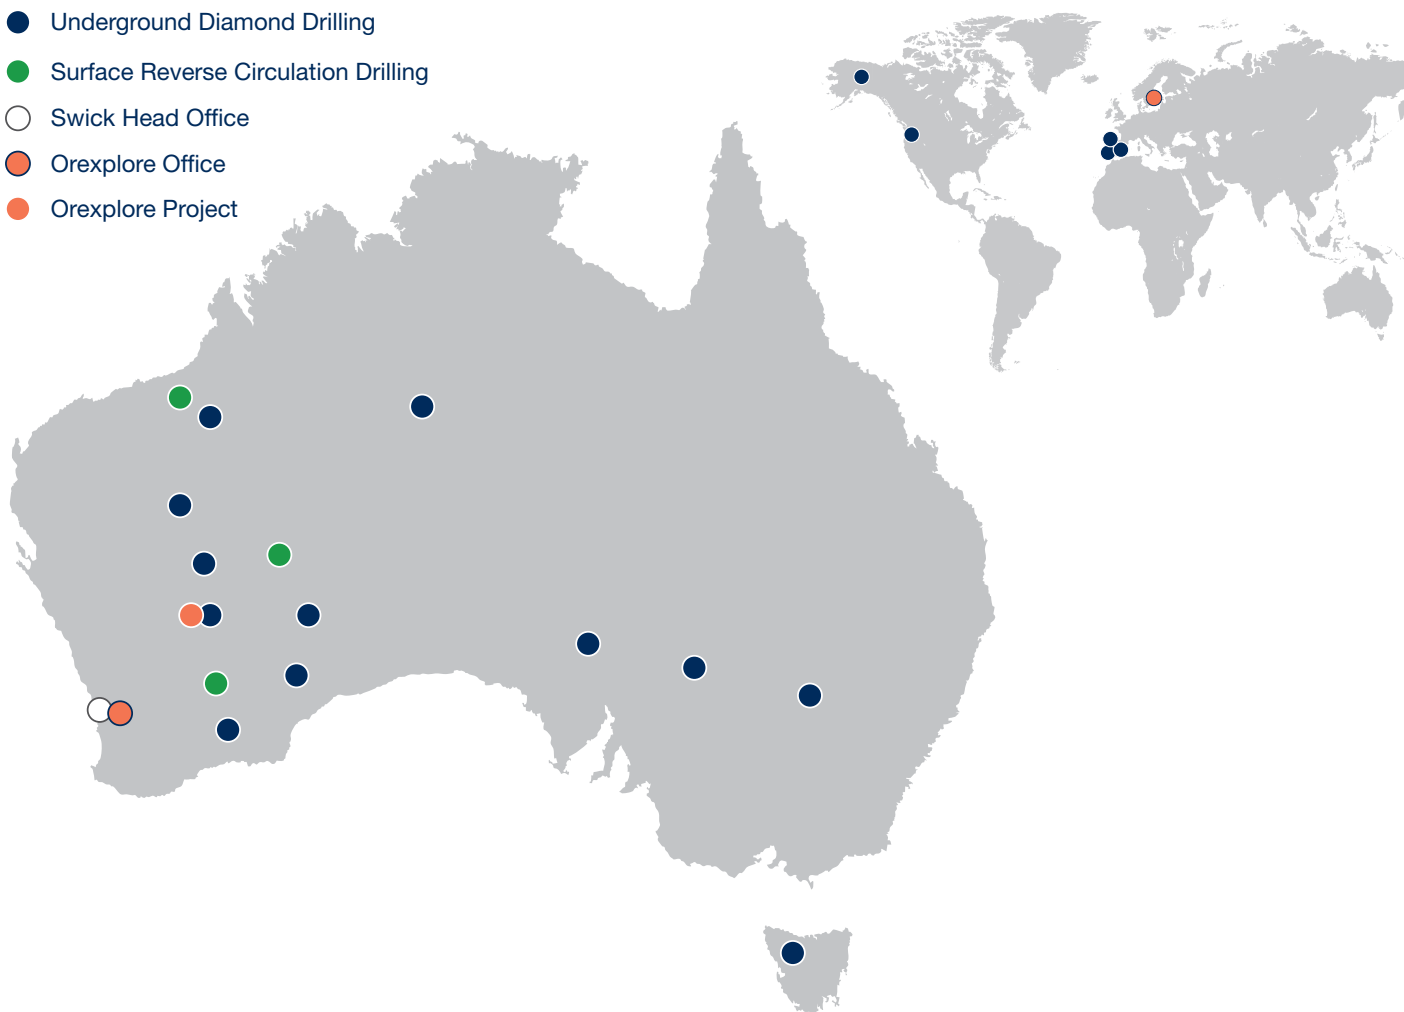 Underground Diamond Drilling
Surface Reverse Circulation Drilling
Swick Head Office
Orexplore Office
Orexplore Project